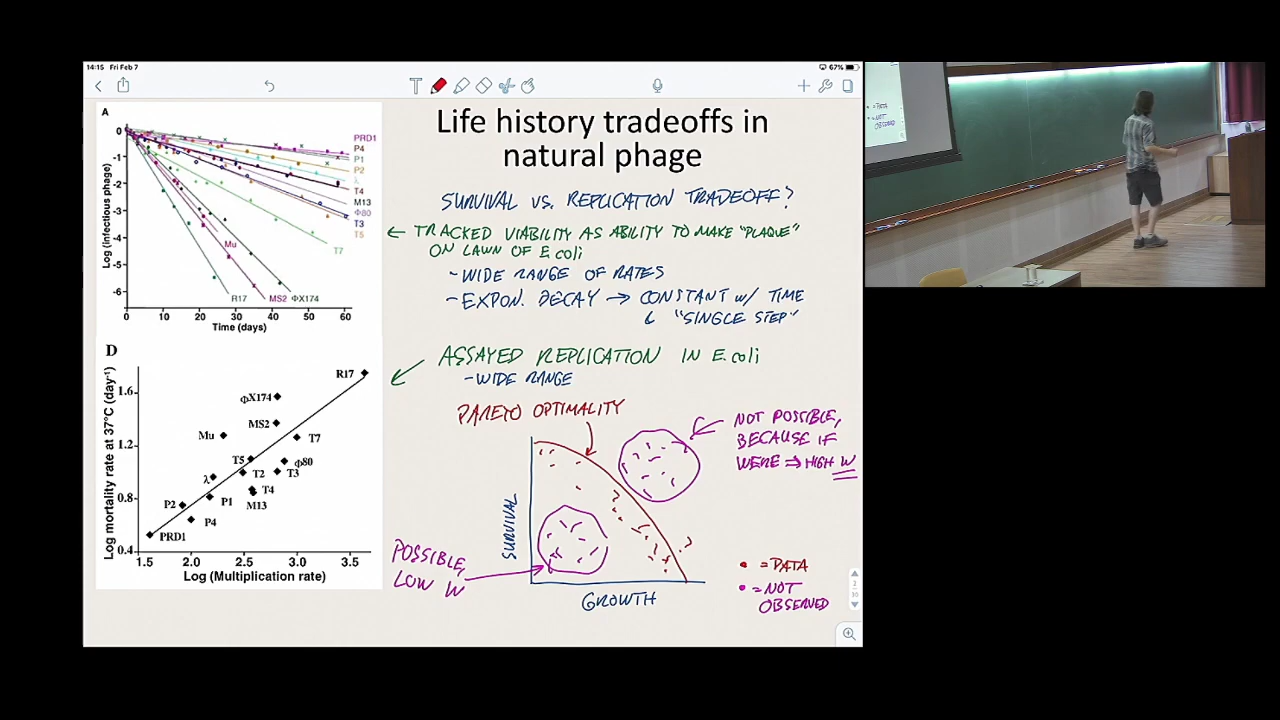 14:15 Fri Feb 7
67%
Life history tradeoffs in
natural phage
A
Log (infectious phage)
0
-1
-2
-3
-4
-5
-6
0
10
20
30
40
50
60
Time (days)
PRD1
P4
P1
P2
λ
T4
M13
Φ80
T3
T5
T7
Mu
R17
MS2
ΦX174
SURVIVAL VS. REPLICATION TRADEOFF?
← TRACKED VIABILITY AS ABILITY TO MAKE "PLAQUE"
ON LAWN OF E coli
- WIDE RANGE OF RATES
- EXPON. DECAY → CONSTANT w/ TIME
& "SINGLE STEP"
ASSAYED REPLICATION IN E. coli
- WIDE RANGE
D
Log mortality rate at 37°C (day-1)
1.6
1.2
0.8
0.4
1.5
2.0
2.5
3.0
3.5
Log (Multiplication rate)
R17
ΦX174
MS2
Mu
T7
T5
Φ80
λ
T2
T3
T4
P2
P1
M13
P4
PRD1
PARETO OPTIMALITY
NOT POSSIBLE,
BECAUSE IF
WERE ⇒ HIGH W
SURVIVAL
GROWTH
?
POSSIBLE,
LOW W
• = DATA
• = NOT
OBSERVED
= DATA
= NOT
OBSERVED